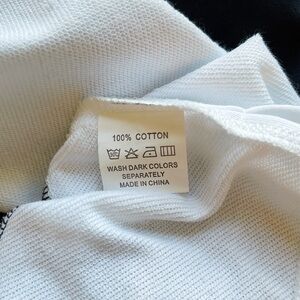 100% COTTON
WASH DARK COLORS
SEPARATELY
MADE IN CHINA